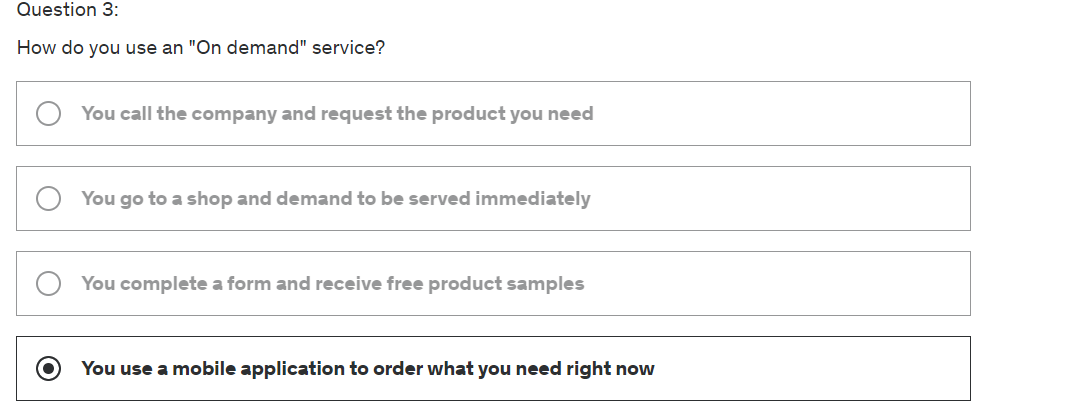 Question 3:
How do you use an "On demand" service?
You call the company and request the product you need
You go to a shop and demand to be served immediately
You complete a form and receive free product samples
You use a mobile application to order what you need right now